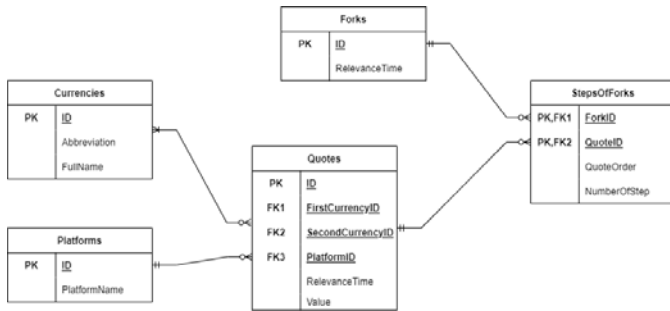 Forks
PK ID
RelevanceTime
Currencies
PK ID
Abbreviation
FullName
StepsOfForks
PK,FK1 ForkID
PK,FK2 QuoteID
QuoteOrder
NumberOfStep
Quotes
PK ID
FK1 FirstCurrencyID
FK2 SecondCurrencyID
FK3 PlatformID
RelevanceTime
Value
Platforms
PK ID
PlatformName